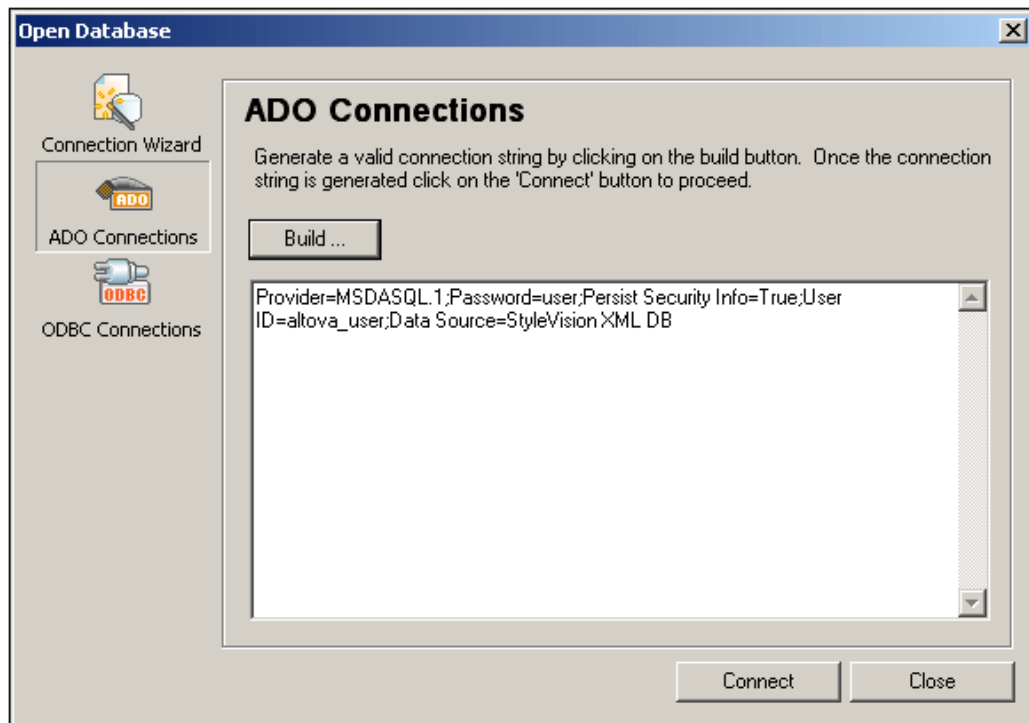 Open Database
Connection Wizard
ADO
ADO Connections
ODBC
ODBC Connections
ADO Connections
Generate a valid connection string by clicking on the build button.  Once the connection
string is generated click on the 'Connect' button to proceed.
Build ...
Provider=MSDASQL.1;Password=user;Persist Security Info=True;User
ID=altova_user;Data Source=StyleVision XML DB
Connect
Close